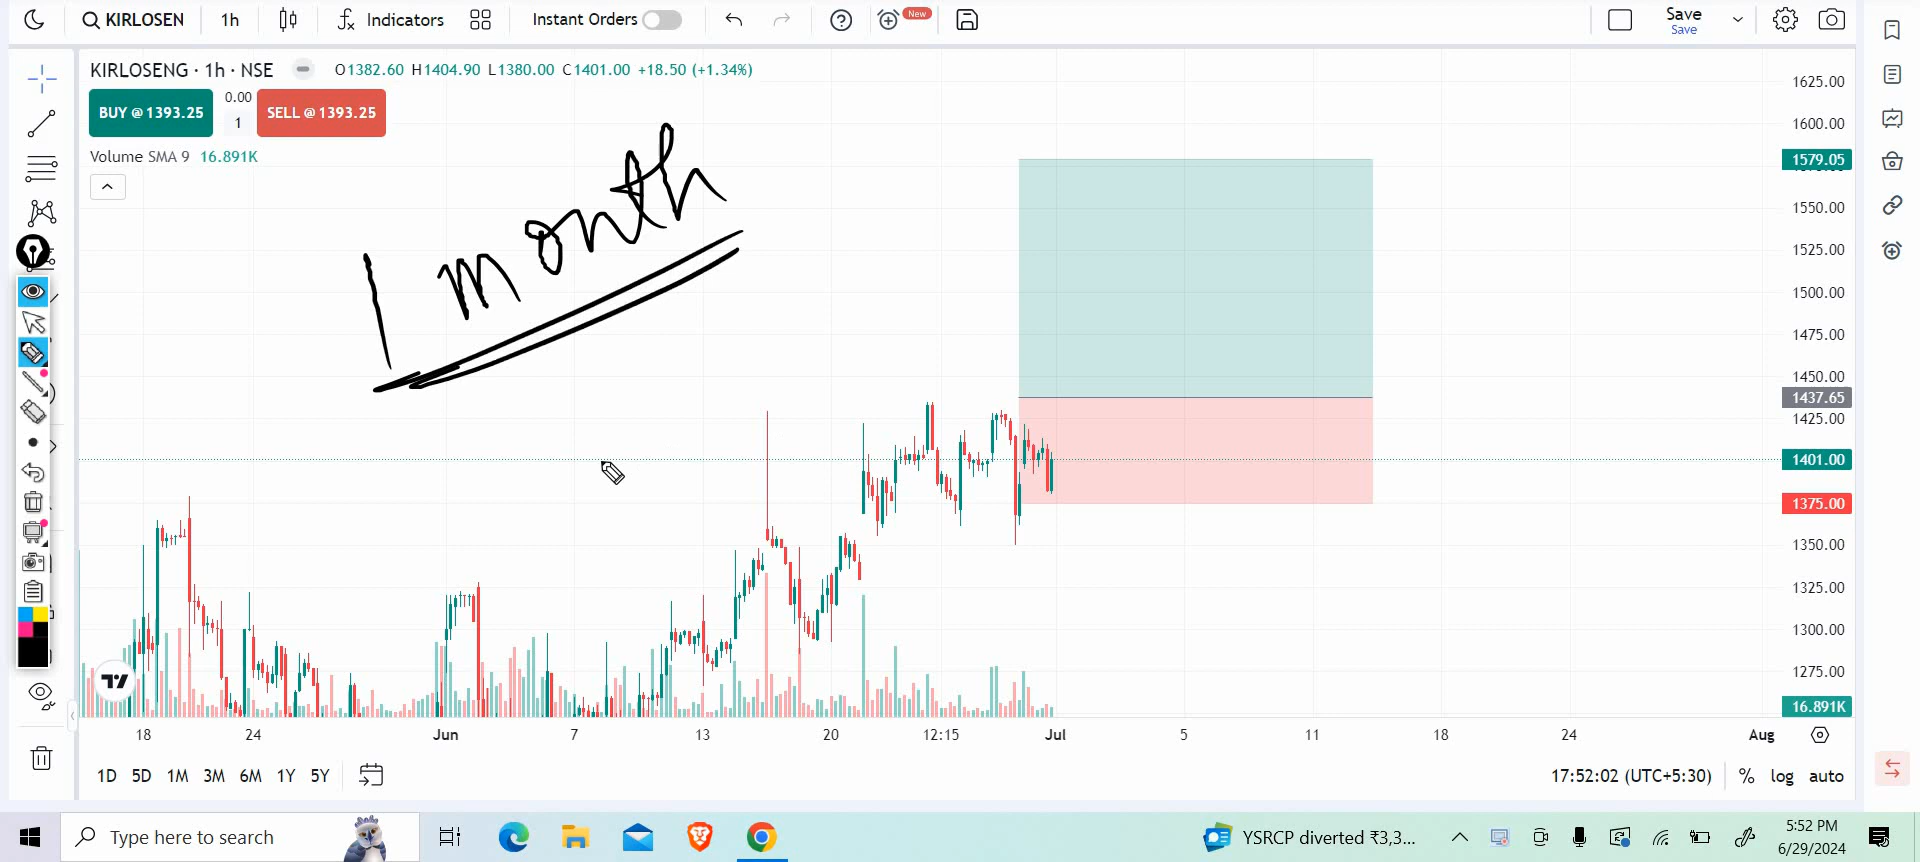 KIRLOSEN 1h Indicators Instant Orders New Save
Save
KIRLOSENG · 1h · NSE O1382.60 H1404.90 L1380.00 C1401.00 +18.50 (+1.34%)
BUY @ 1393.25 0.00 SELL @ 1393.25
1
Volume SMA 9 16.891K
1 month
1625.00
1600.00
1579.05
1550.00
1525.00
1500.00
1475.00
1450.00
1437.65
1425.00
1401.00
1375.00
1350.00
1325.00
1300.00
1275.00
16.891K
18 24 Jun 7 13 20 12:15 Jul 5 11 18 24 Aug
1D 5D 1M 3M 6M 1Y 5Y 17:52:02 (UTC+5:30) % log auto
Type here to search YSRCP diverted ₹3,3... 5:52 PM
6/29/2024